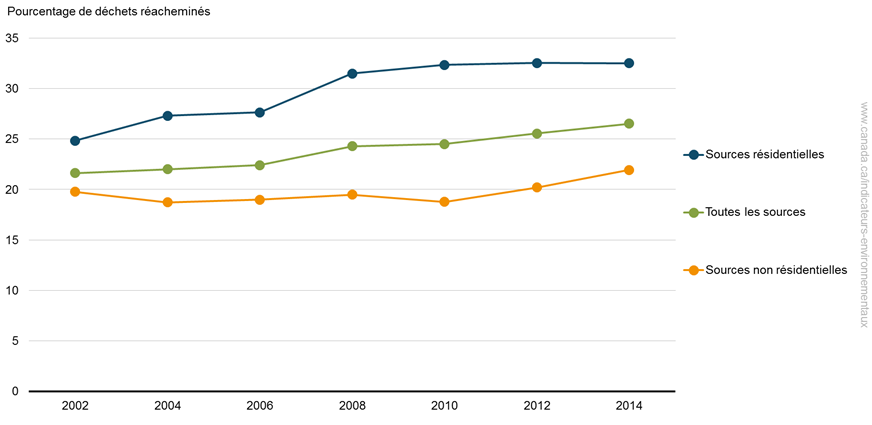 Pourcentage de déchets réacheminés
35
30
25
20
15
10
5
0
2002 2004 2006 2008 2010 2012 2014
Sources résidentielles
Toutes les sources
Sources non résidentielles
www.canada.ca/indicateurs-environnementaux